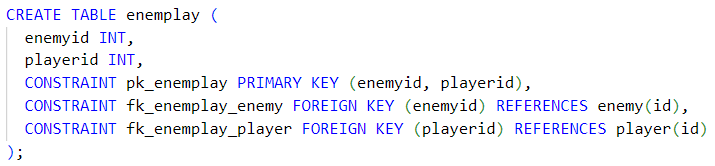 CREATE TABLE enemplay (
  enemyid INT,
  playerid INT,
  CONSTRAINT pk_enemplay PRIMARY KEY (enemyid, playerid),
  CONSTRAINT fk_enemplay_enemy FOREIGN KEY (enemyid) REFERENCES enemy(id),
  CONSTRAINT fk_enemplay_player FOREIGN KEY (playerid) REFERENCES player(id)
);